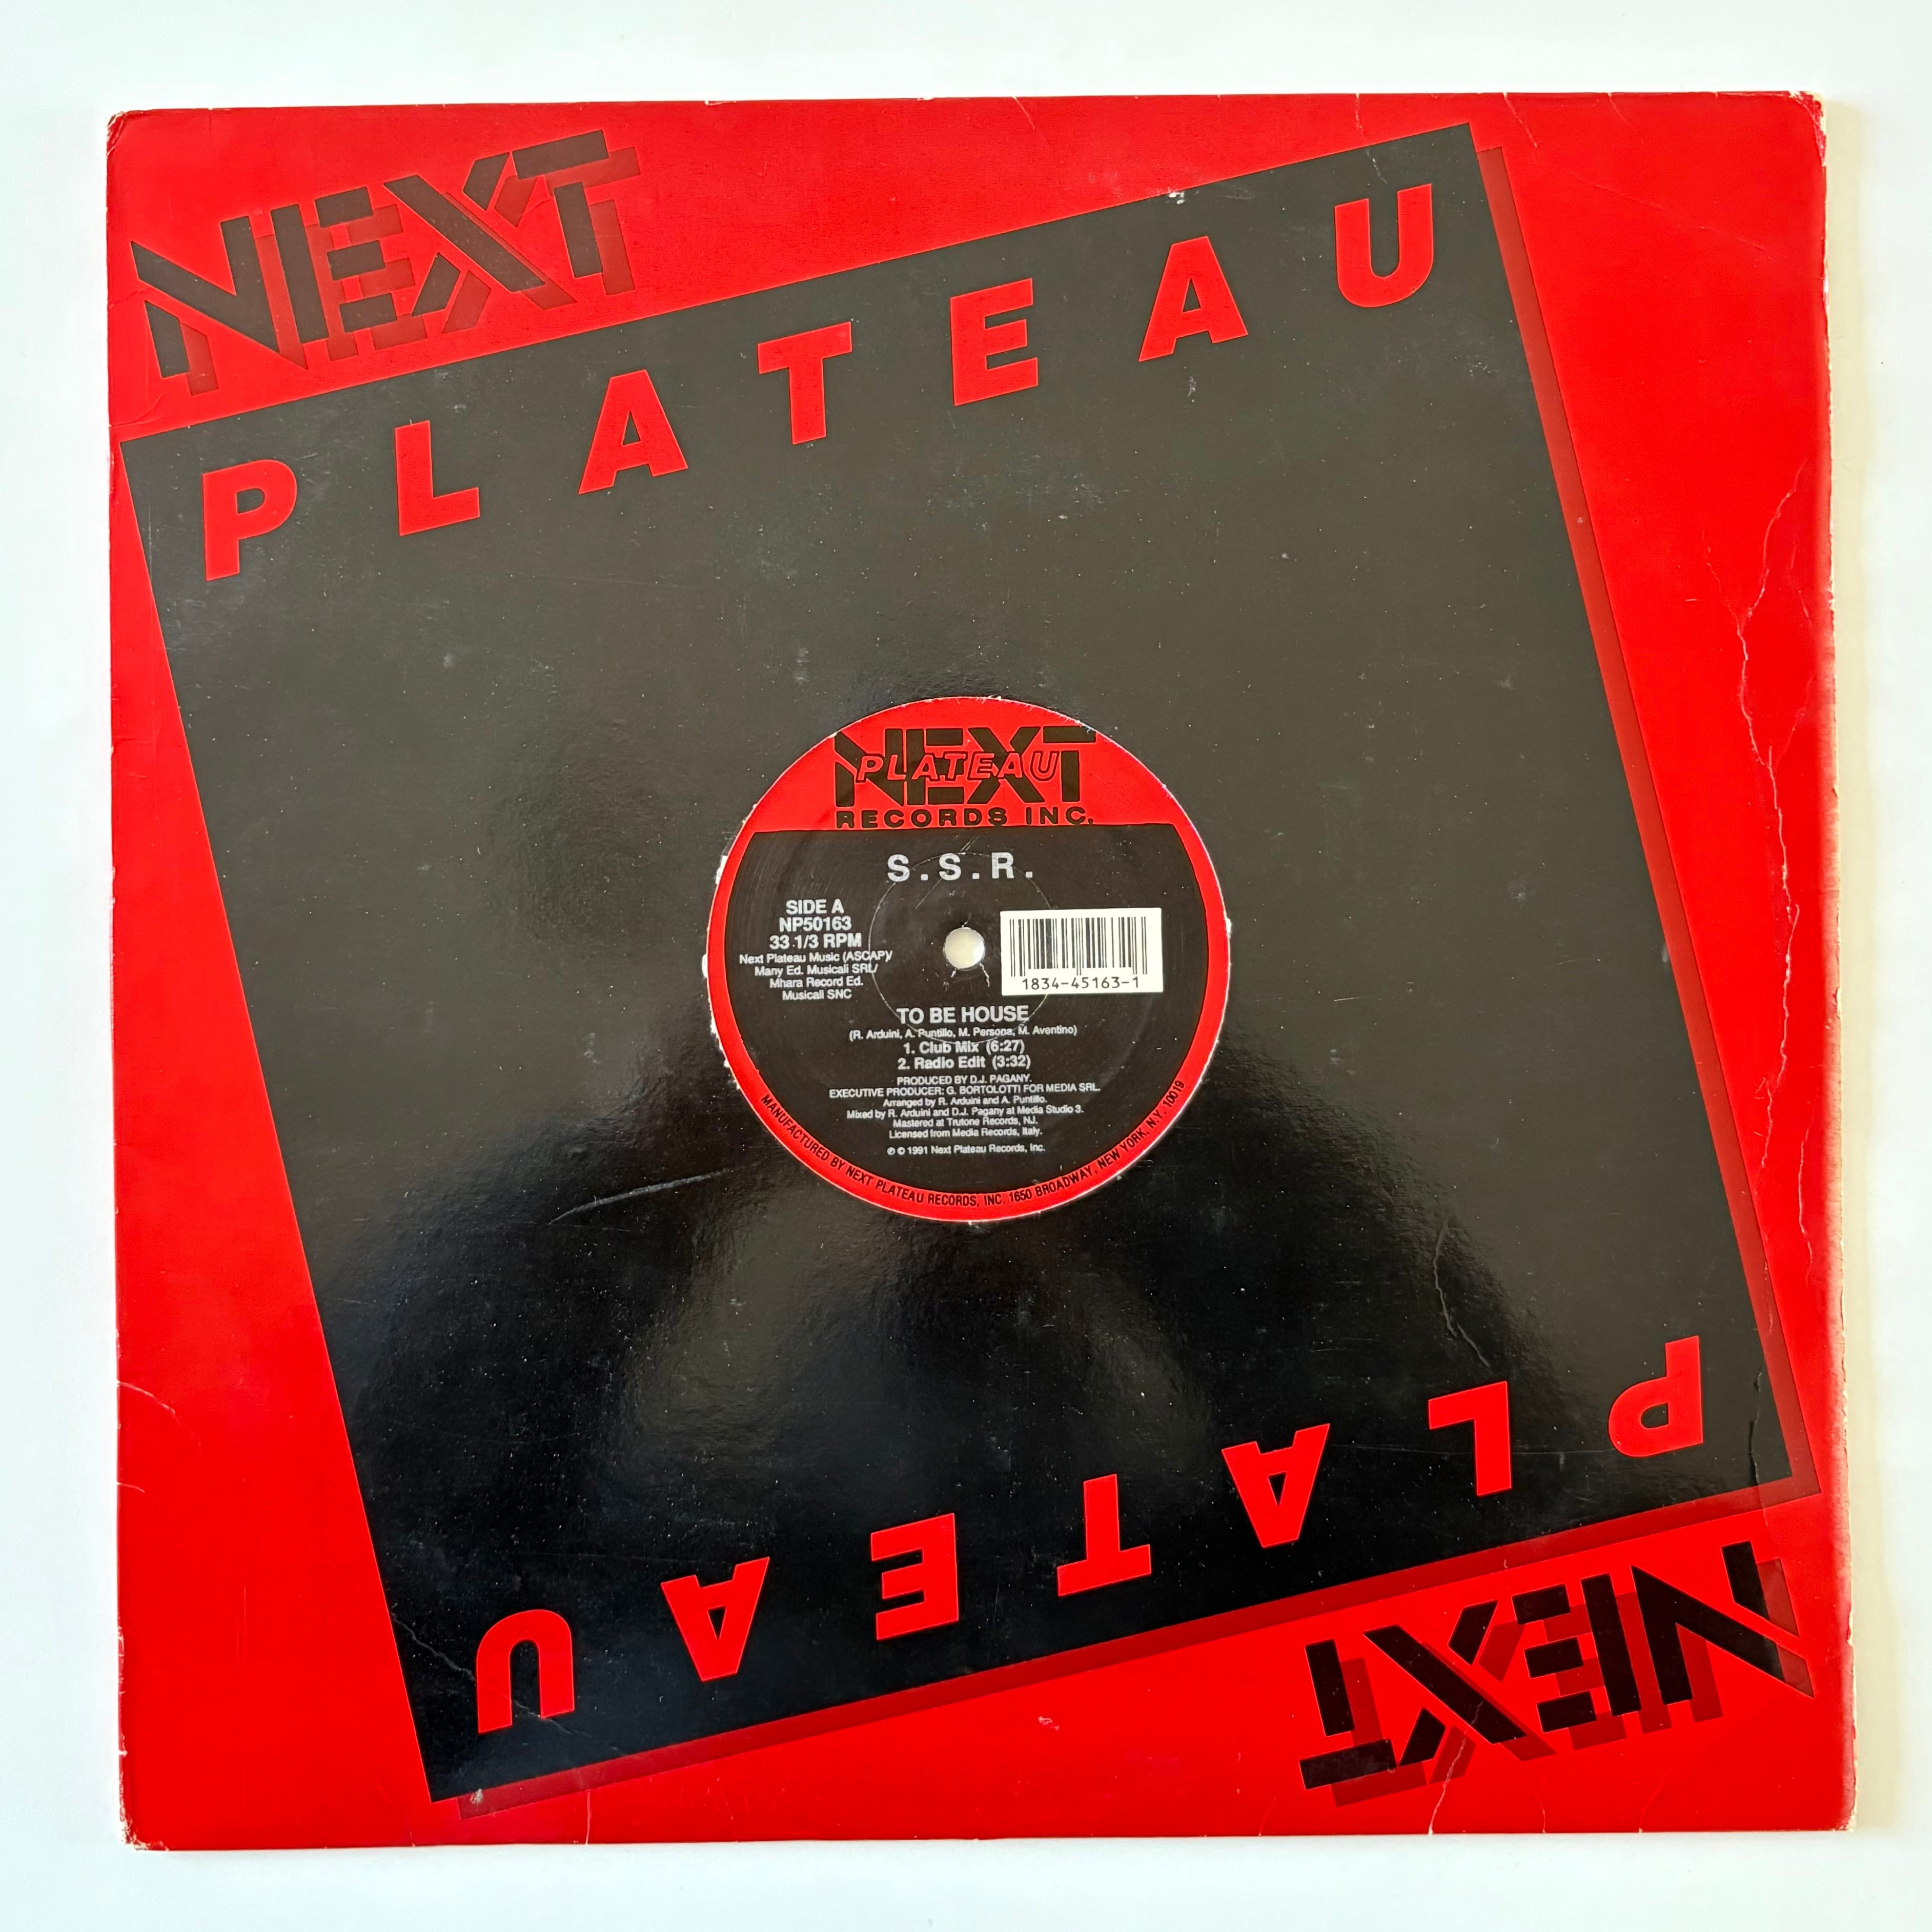 NEXT
PLATEAU
NEXT
PLATEAU
RECORDS INC.
S.S.R.
SIDE A
NP50163
33 1/3 RPM
Next Plateau Music (ASCAP)/
Many Ed. Musicali SRL/
Mhara Record Ed.
Musicali SNC
1834-45163-1
TO BE HOUSE
(R. Arduini, A. Puntillo, M. Persona, M. Aventino)
1. Club Mix (6:27)
2. Radio Edit (3:32)
PRODUCED BY D.J. PAGANY.
EXECUTIVE PRODUCER: G. BORTOLOTTI FOR MEDIA SRL.
Arranged by R. Arduini and A. Puntillo.
Mixed by R. Arduini and D.J. Pagany at Media Studio 3.
Mastered at Trutone Records, NJ.
Licensed from Media Records, Italy.
℗ © 1991 Next Plateau Records, Inc.
MANUFACTURED BY NEXT PLATEAU RECORDS, INC. 1650 BROADWAY, NEW YORK, N.Y. 10019
PLATEAU
NEXT